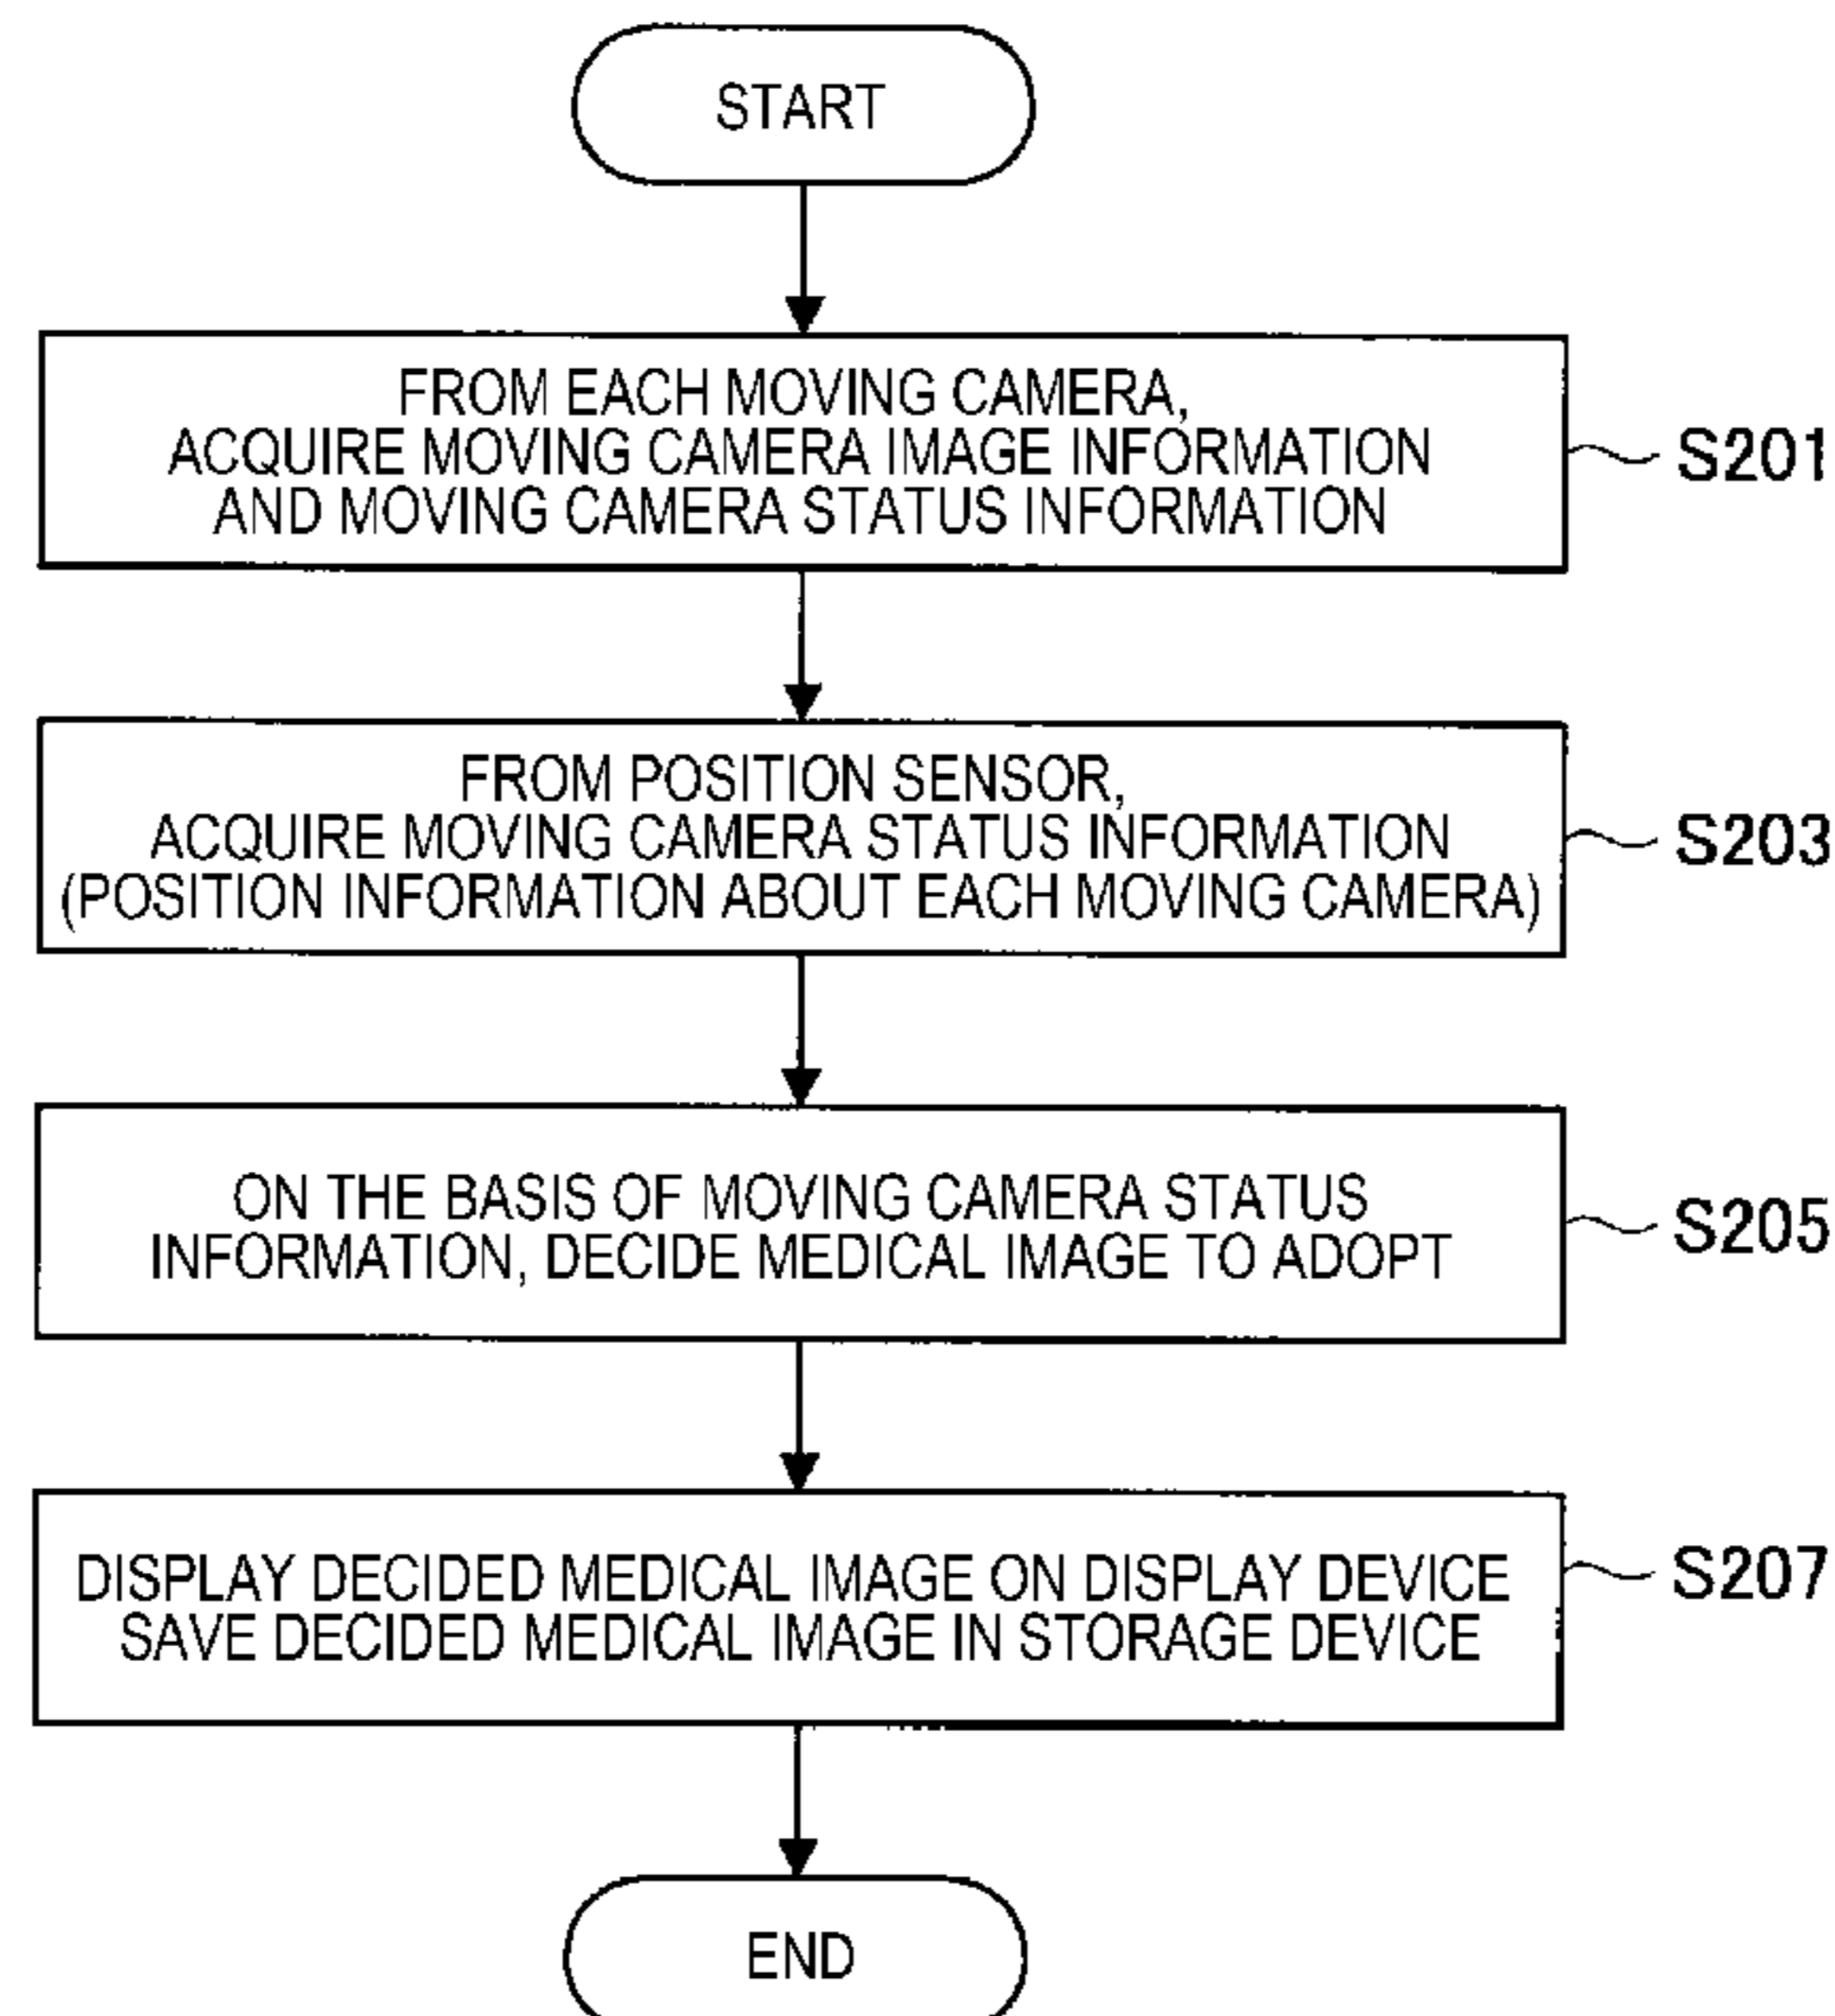 START
FROM EACH MOVING CAMERA,
ACQUIRE MOVING CAMERA IMAGE INFORMATION
AND MOVING CAMERA STATUS INFORMATION
S201
FROM POSITION SENSOR,
ACQUIRE MOVING CAMERA STATUS INFORMATION
(POSITION INFORMATION ABOUT EACH MOVING CAMERA)
S203
ON THE BASIS OF MOVING CAMERA STATUS
INFORMATION, DECIDE MEDICAL IMAGE TO ADOPT
S205
DISPLAY DECIDED MEDICAL IMAGE ON DISPLAY DEVICE
SAVE DECIDED MEDICAL IMAGE IN STORAGE DEVICE
S207
END